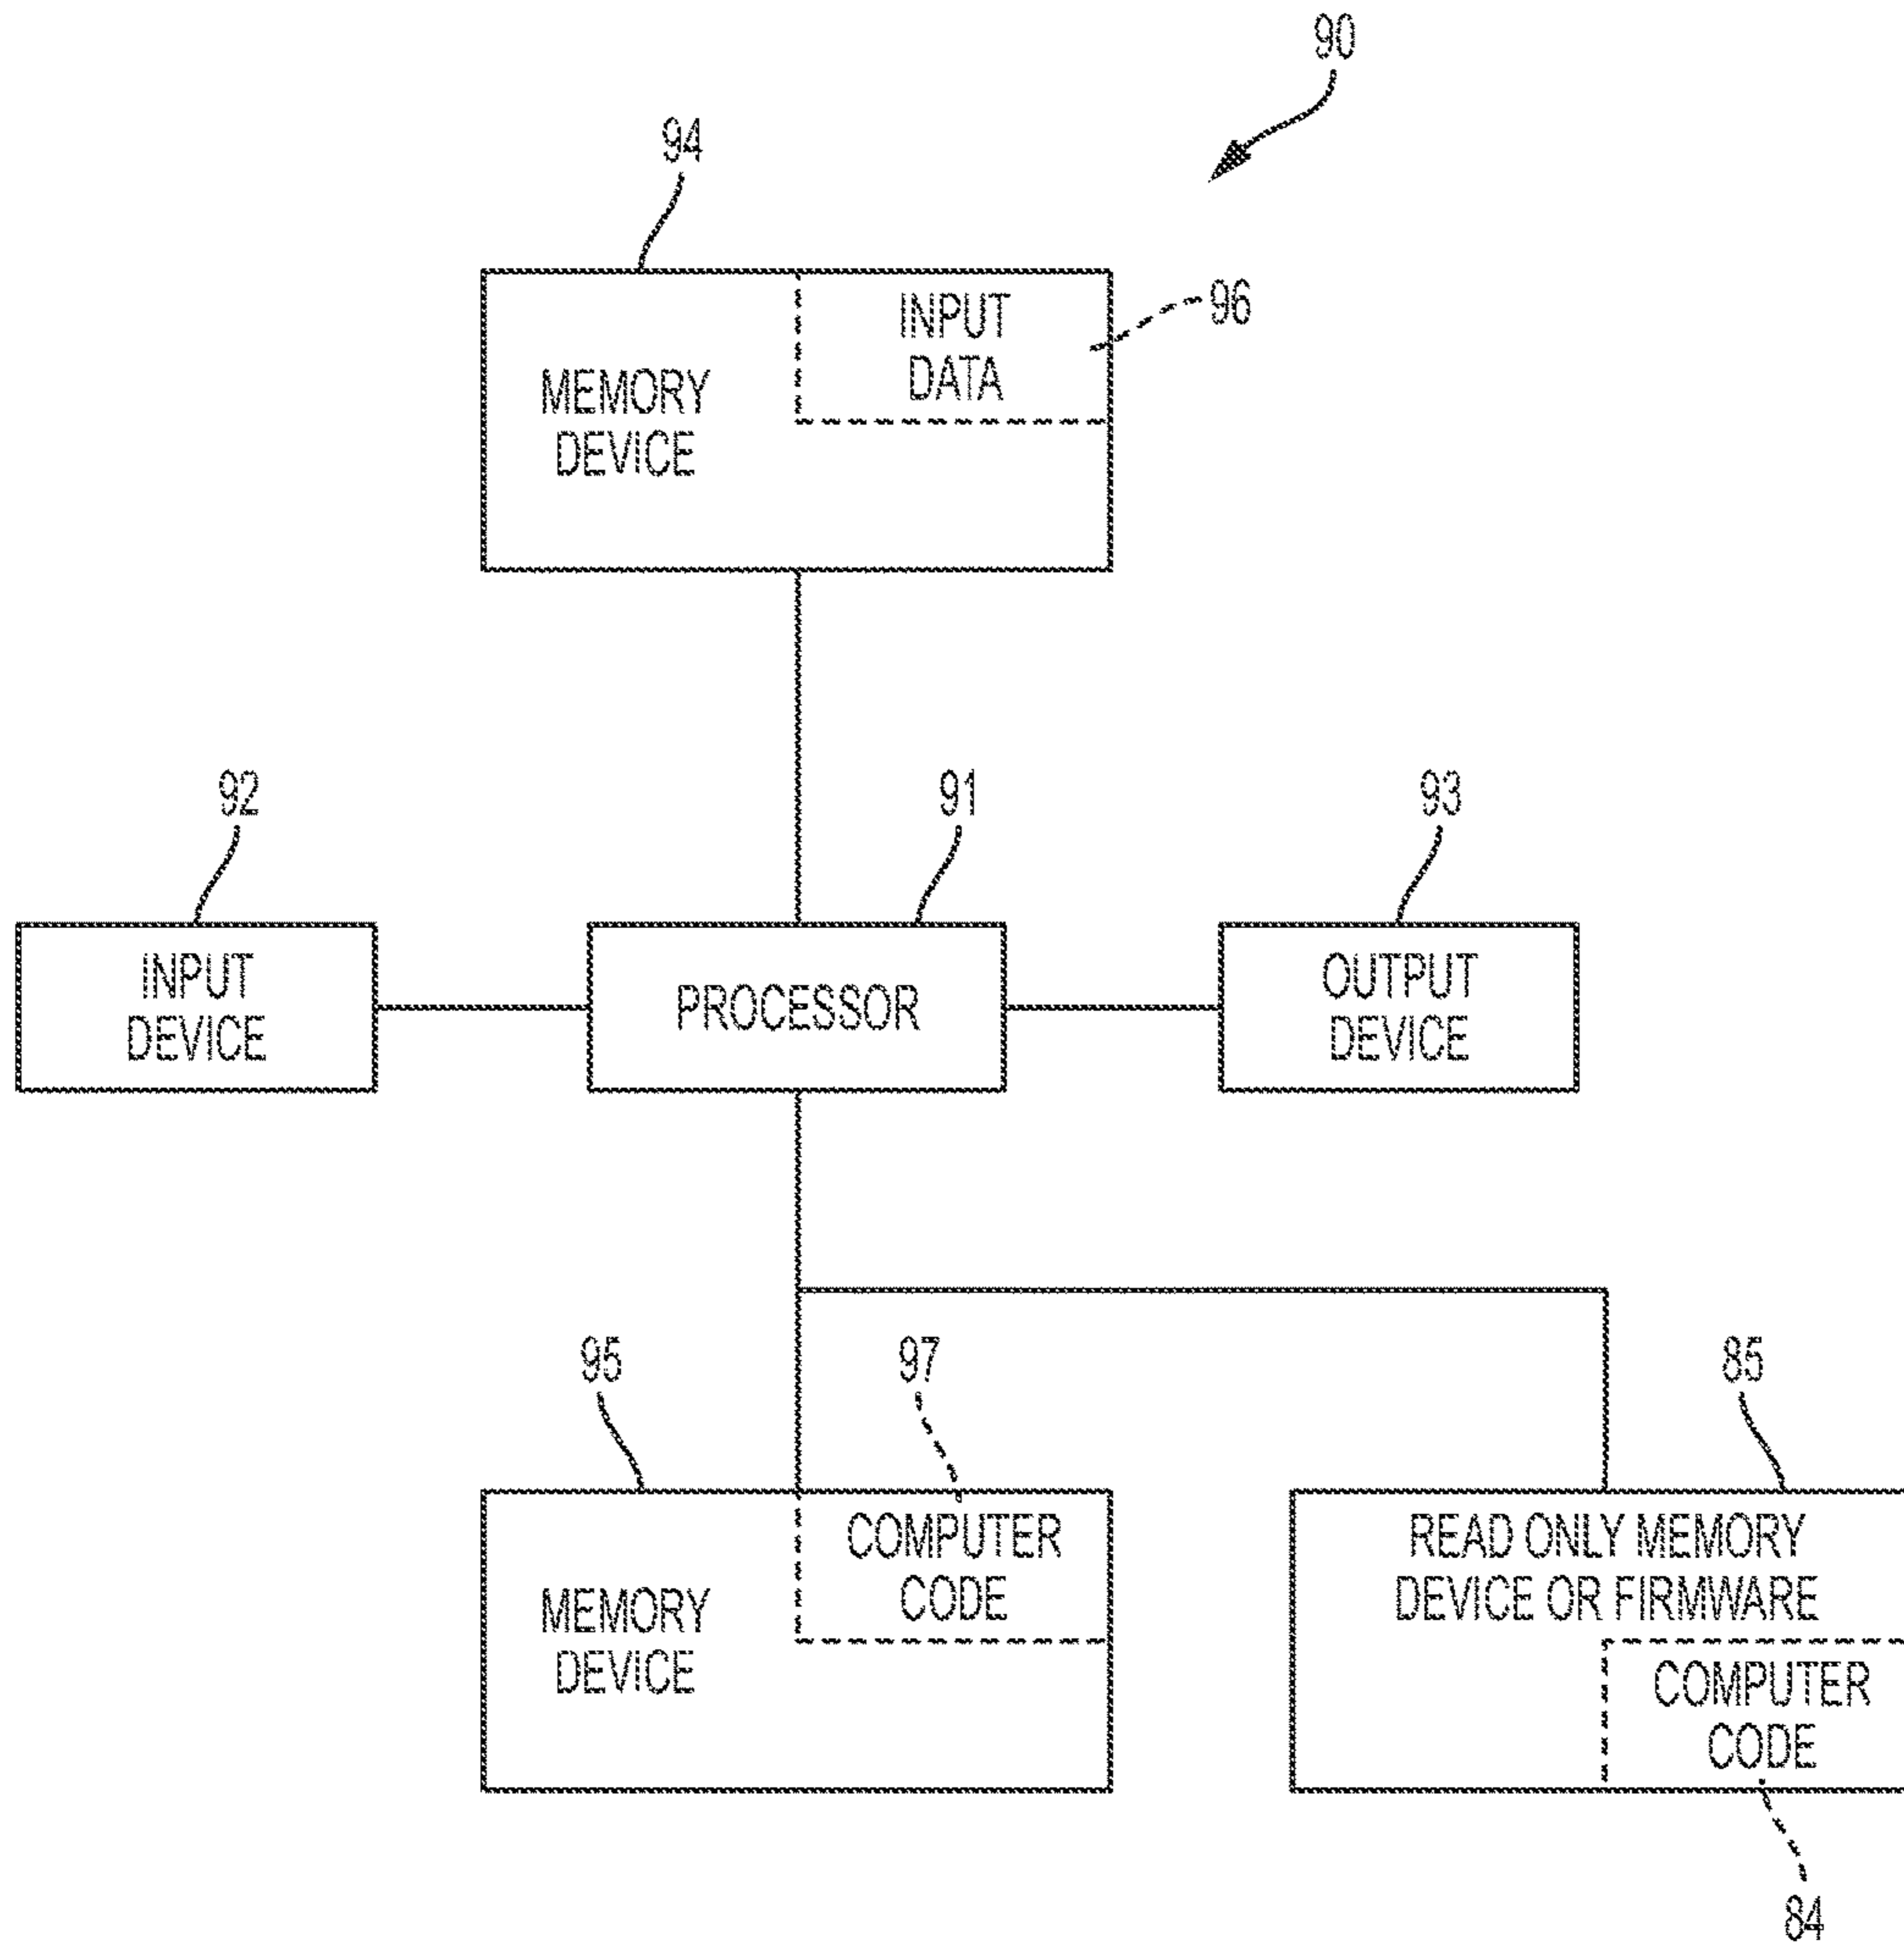 90
94
INPUT
DATA
96
MEMORY
DEVICE
92
91
93
INPUT
DEVICE
PROCESSOR
OUTPUT
DEVICE
95
97
85
COMPUTER
CODE
MEMORY
DEVICE
READ ONLY MEMORY
DEVICE OR FIRMWARE
COMPUTER
CODE
84